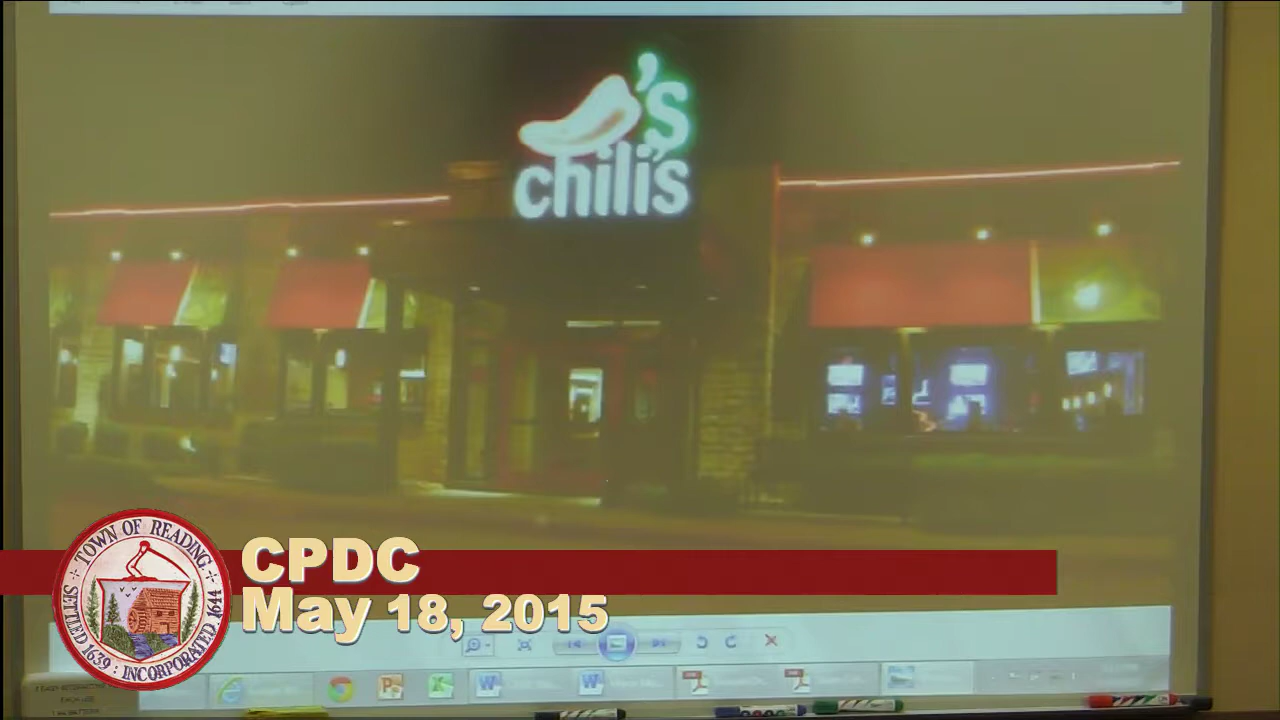 's
chili's
CPDC
May 18, 2015
TOWN OF READING
SETTLED 1639 : INCORPORATED 1644